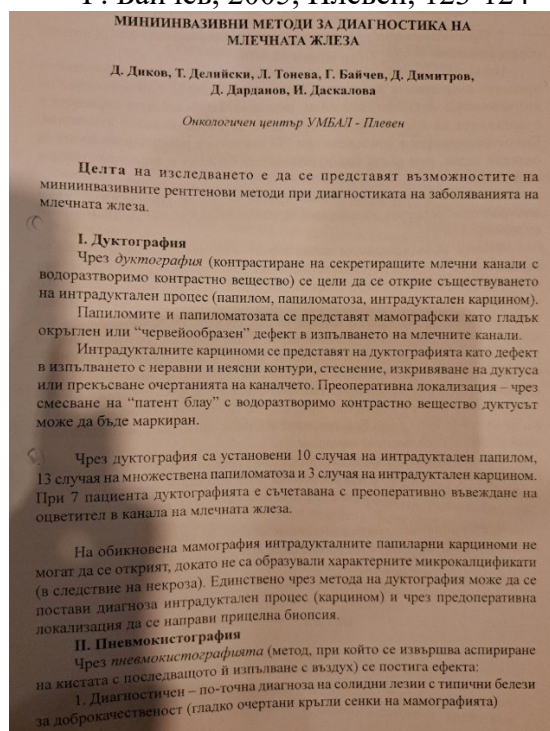 Г. Байчев, 2005, Плевен, 123-124
МИНИИНВАЗИВНИ МЕТОДИ ЗА ДИАГНОСТИКА НА
МЛЕЧНАТА ЖЛЕЗА
Д. Диков, Т. Делийски, Л. Тонева, Г. Байчев, Д. Димитров,
Д. Дарданов, И. Даскалова
Онкологичен център УМБАЛ - Плевен
Целта на изследването е да се представят възможностите на
миниинвазивните рентгенови методи при диагностиката на заболяванията на
млечната жлеза.
I. Дуктография
Чрез дуктография (контрастиране на секретиращите млечни канали с
водоразтворимо контрастно вещество) се цели да се открие съществуването
на интрадуктален процес (папилом, папиломатоза, интрадуктален карцином).
Папиломите и папиломатозата се представят мамографски като гладък
окръглен или “червейообразен” дефект в изпълването на млечните канали.
Интрадукталните карциноми се представят на дуктографията като дефект
в изпълването с неравни и неясни контури, стеснение, изкривяване на дуктуса
или прекъсване очертанията на каналчето. Преоперативна локализация – чрез
смесване на “патент блау” с водоразтворимо контрастно вещество дуктусът
може да бъде маркиран.
Чрез дуктография са установени 10 случая на интрадуктален папилом,
13 случая на множествена папиломатоза и 3 случая на интрадуктален карцином.
При 7 пациента дуктографията е съчетавана с преоперативно въвеждане на
оцветител в канала на млечната жлеза.
На обикновена мамография интрадукталните папиларни карциноми не
могат да се открият, докато не са образували характерните микрокалцификати
(в следствие на некроза). Единствено чрез метода на дуктография може да се
постави диагноза интрадуктален процес (карцином) и чрез предоперативна
локализация да се направи прицелна биопсия.
II. Пневмокистография
Чрез пневмокистографията (метод, при който се извършва аспириране
на кистата с последващото й изпълване с въздух) се постига ефекта:
1. Диагностичен – по-точна диагноза на солидни лезии с типични белези
за доброкачественост (гладко очертани кръгли сенки на мамографията)